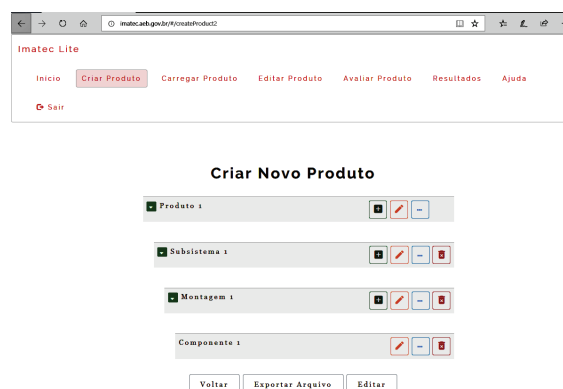 imatec.aeb.gov.br/#/createProduct2
Imatec Lite
Início Criar Produto Carregar Produto Editar Produto Avaliar Produto Resultados Ajuda
Sair
Criar Novo Produto
Produto 1
Subsistema 1
Montagem 1
Componente 1
Voltar Exportar Arquivo Editar